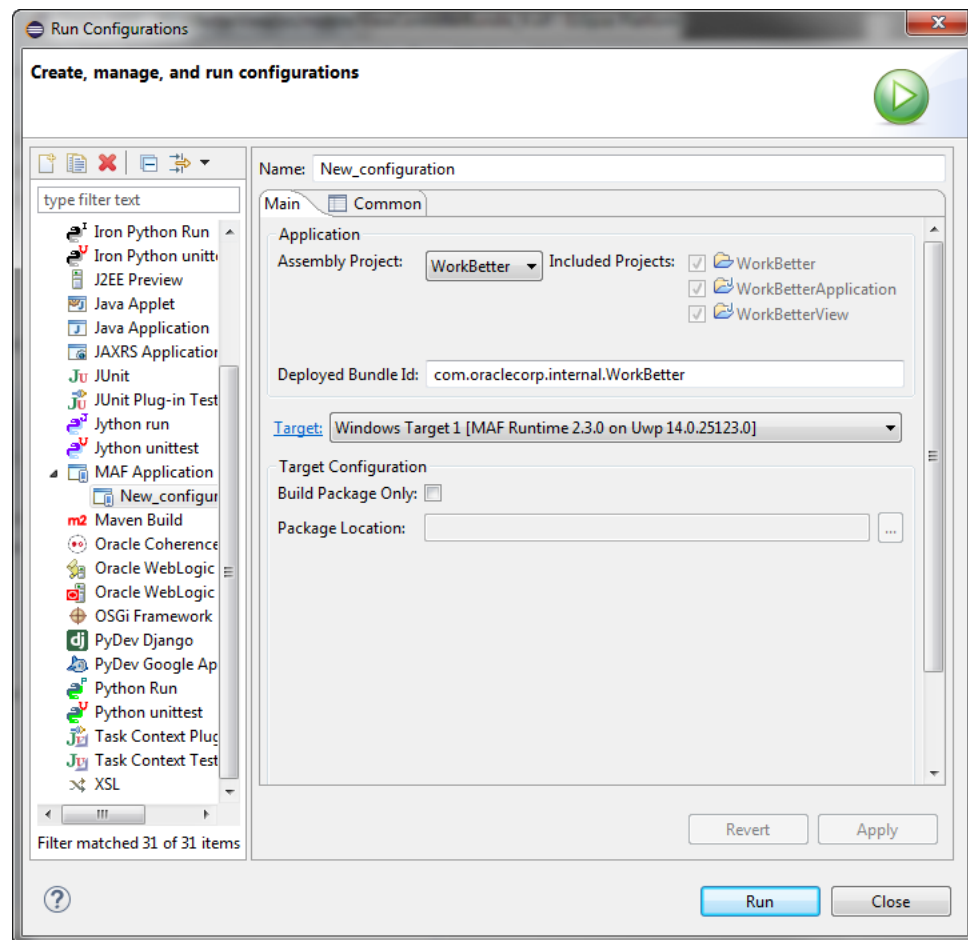 Run Configurations
Create, manage, and run configurations
type filter text
Iron Python Run
Iron Python unitt
J2EE Preview
Java Applet
Java Application
JAXRS Application
JU JUnit
JUnit Plug-in Test
Jython run
Jython unittest
MAF Application
New_configur
m2 Maven Build
Oracle Coherence
Oracle WebLogic
Oracle WebLogic
OSGi Framework
dj PyDev Django
PyDev Google Ap
Python Run
Python unittest
Task Context Plug
JU Task Context Test
XSL
Filter matched 31 of 31 items
Name: New_configuration
Main Common
Application
Assembly Project: WorkBetter Included Projects: WorkBetter
WorkBetterApplication
WorkBetterView
Deployed Bundle Id: com.oraclecorp.internal.WorkBetter
Target: Windows Target 1 [MAF Runtime 2.3.0 on Uwp 14.0.25123.0]
Target Configuration
Build Package Only:
Package Location: ...
Revert Apply
Run Close